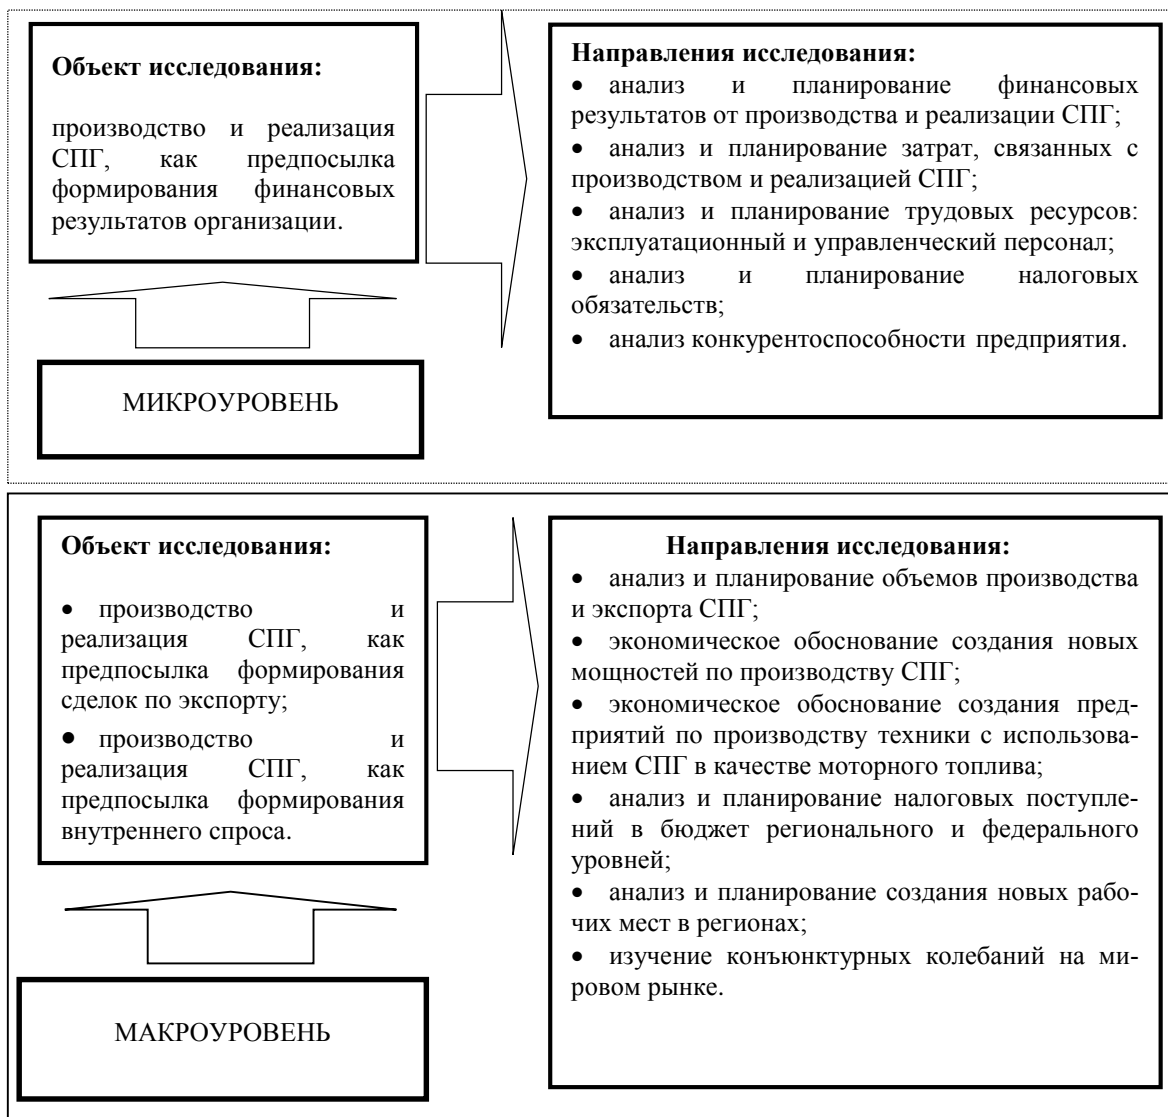 Объект исследования:
производство и реализация
СПГ, как предпосылка
формирования финансовых
результатов организации.
МИКРОУРОВЕНЬ
Направления исследования:
• анализ и планирование финансовых
результатов от производства и реализации СПГ;
• анализ и планирование затрат, связанных с
производством и реализацией СПГ;
• анализ и планирование трудовых ресурсов:
эксплуатационный и управленческий персонал;
• анализ и планирование налоговых
обязательств;
• анализ конкурентоспособности предприятия.
Объект исследования:
• производство и
реализация СПГ, как
предпосылка формирования
сделок по экспорту;
• производство и
реализация СПГ, как
предпосылка формирования
внутреннего спроса.
МАКРОУРОВЕНЬ
Направления исследования:
• анализ и планирование объемов производства
и экспорта СПГ;
• экономическое обоснование создания новых
мощностей по производству СПГ;
• экономическое обоснование создания пред-
приятий по производству техники с использова-
нием СПГ в качестве моторного топлива;
• анализ и планирование налоговых поступле-
ний в бюджет регионального и федерального
уровней;
• анализ и планирование создания новых рабо-
чих мест в регионах;
• изучение конъюнктурных колебаний на ми-
ровом рынке.